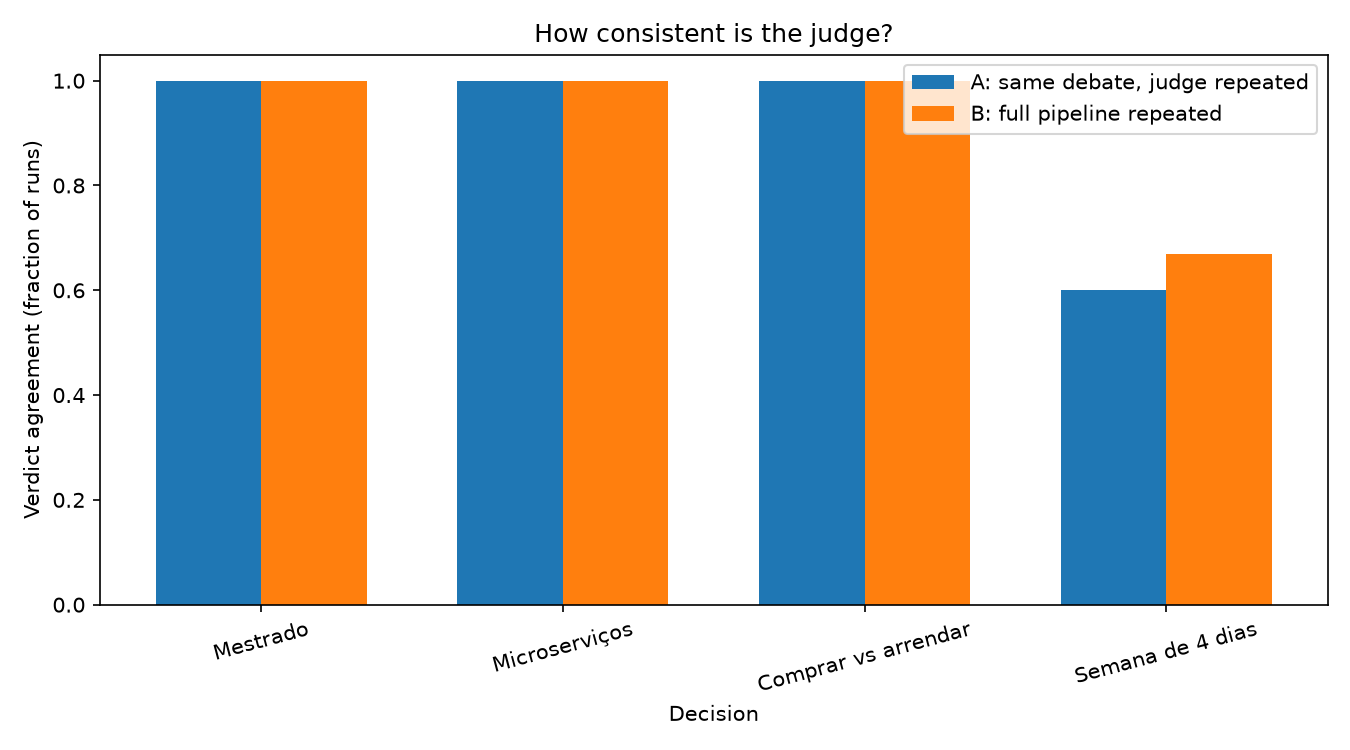 How consistent is the judge?
A: same debate, judge repeated
B: full pipeline repeated
Verdict agreement (fraction of runs)
1.0
0.8
0.6
0.4
0.2
0.0
Mestrado
Microserviços
Comprar vs arrendar
Semana de 4 dias
Decision